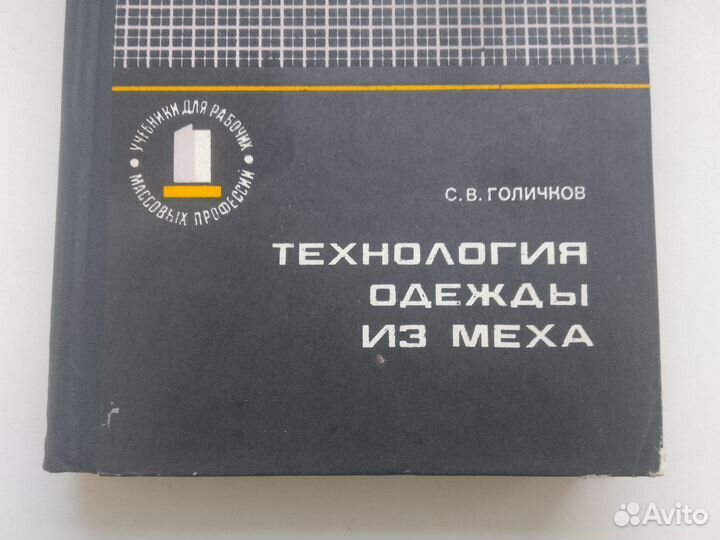 УЧЕБНИКИ ДЛЯ РАБОЧИХ
• МАССОВЫХ ПРОФЕССИЙ •
С. В. ГОЛИЧКОВ
ТЕХНОЛОГИЯ
ОДЕЖДЫ
ИЗ МЕХА
Avito